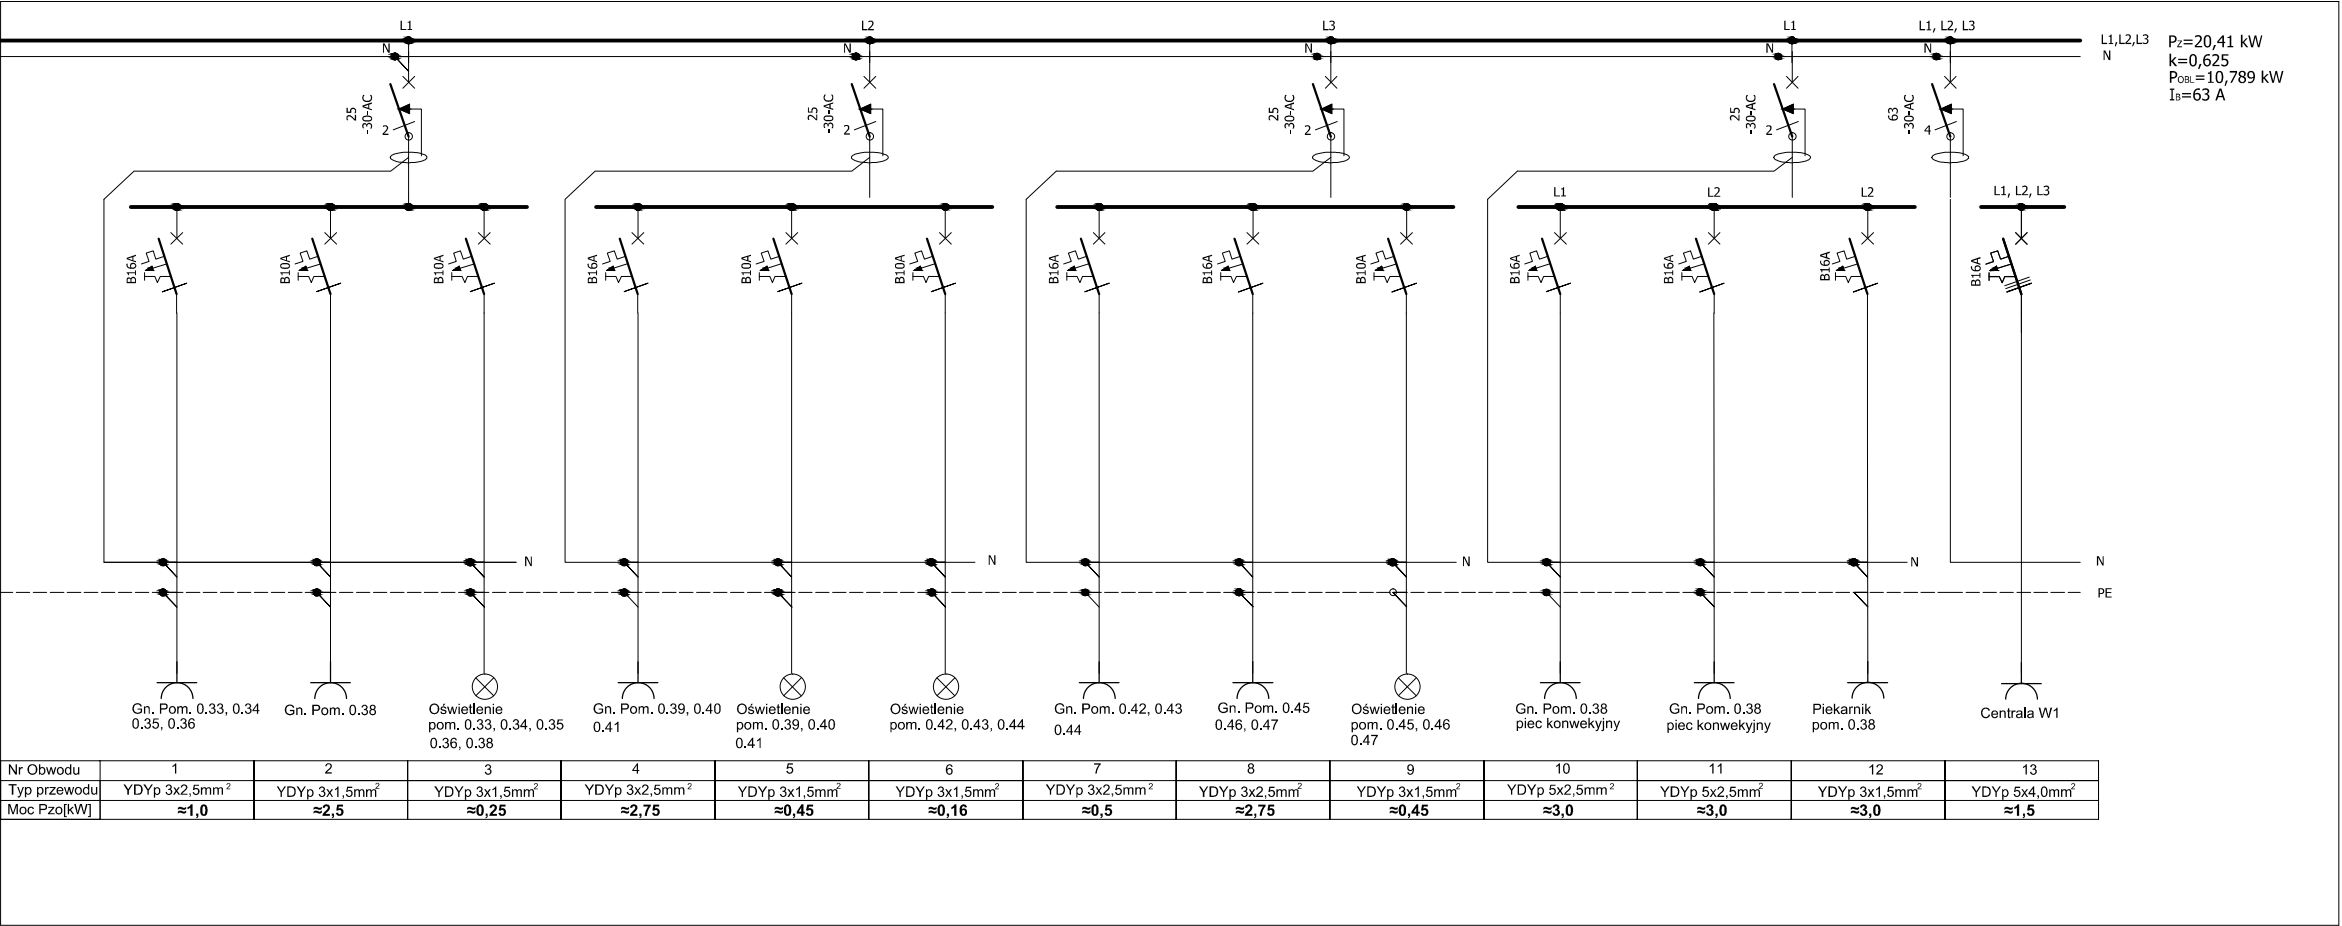 L1
L2
L3
L1
L1, L2, L3
N
N
N
N
N
L1,L2,L3
N
Pz=20,41 kW
k=0,625
POBL=10,789 kW
IB=63 A
25
-30-AC
2
25
-30-AC
2
25
-30-AC
2
25
-30-AC
2
63
-30-AC
4
L1
L2
L2
L1, L2, L3
B16A
B10A
B10A
B16A
B10A
B10A
B16A
B16A
B10A
B16A
B16A
B16A
B16A
N
N
N
N
N
PE
Gn. Pom. 0.33, 0.34
0.35, 0.36
Gn. Pom. 0.38
Oświetlenie
pom. 0.33, 0.34, 0.35
0.36, 0.38
Gn. Pom. 0.39, 0.40
0.41
Oświetlenie
pom. 0.39, 0.40
0.41
Oświetlenie
pom. 0.42, 0.43, 0.44
Gn. Pom. 0.42, 0.43
0.44
Gn. Pom. 0.45
0.46, 0.47
Oświetlenie
pom. 0.45, 0.46
0.47
Gn. Pom. 0.38
piec konwekyjny
Gn. Pom. 0.38
piec konwekyjny
Piekarnik
pom. 0.38
Centrala W1
Nr Obwodu 1 2 3 4 5 6 7 8 9 10 11 12 13
Typ przewodu YDYp 3x2,5mm² YDYp 3x1,5mm² YDYp 3x1,5mm² YDYp 3x2,5mm² YDYp 3x1,5mm² YDYp 3x1,5mm² YDYp 3x2,5mm² YDYp 3x2,5mm² YDYp 3x1,5mm² YDYp 5x2,5mm² YDYp 5x2,5mm² YDYp 3x1,5mm² YDYp 5x4,0mm²
Moc Pzo[kW] ≈1,0 ≈2,5 ≈0,25 ≈2,75 ≈0,45 ≈0,16 ≈0,5 ≈2,75 ≈0,45 ≈3,0 ≈3,0 ≈3,0 ≈1,5